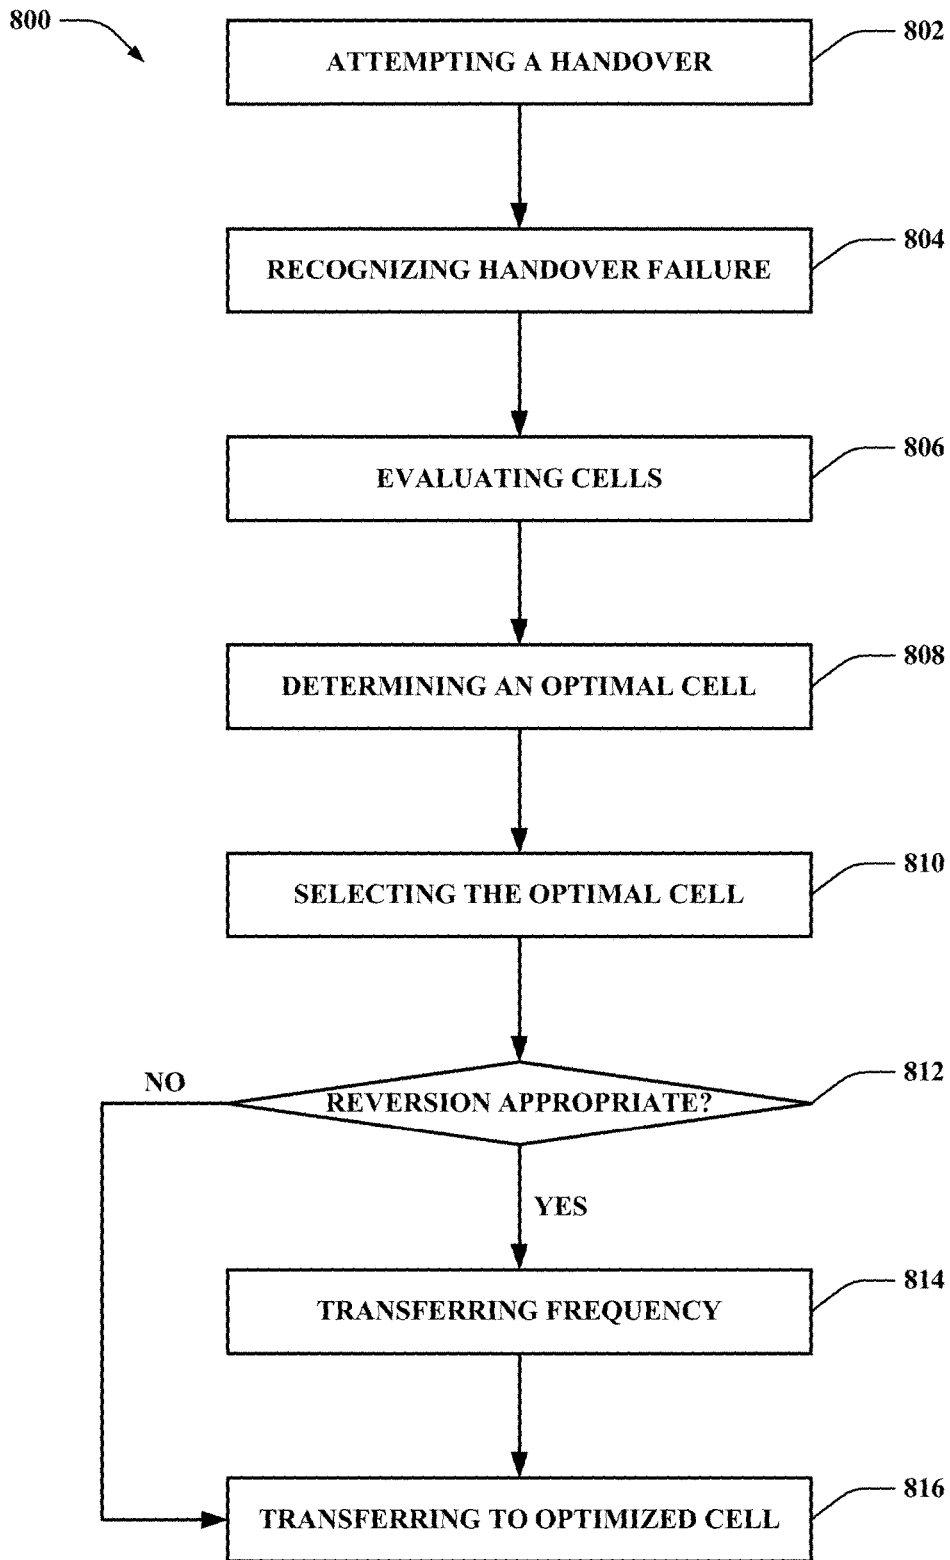 800
802
ATTEMPTING A HANDOVER
804
RECOGNIZING HANDOVER FAILURE
806
EVALUATING CELLS
808
DETERMINING AN OPTIMAL CELL
810
SELECTING THE OPTIMAL CELL
812
NO
REVERSION APPROPRIATE?
YES
814
TRANSFERRING FREQUENCY
816
TRANSFERRING TO OPTIMIZED CELL